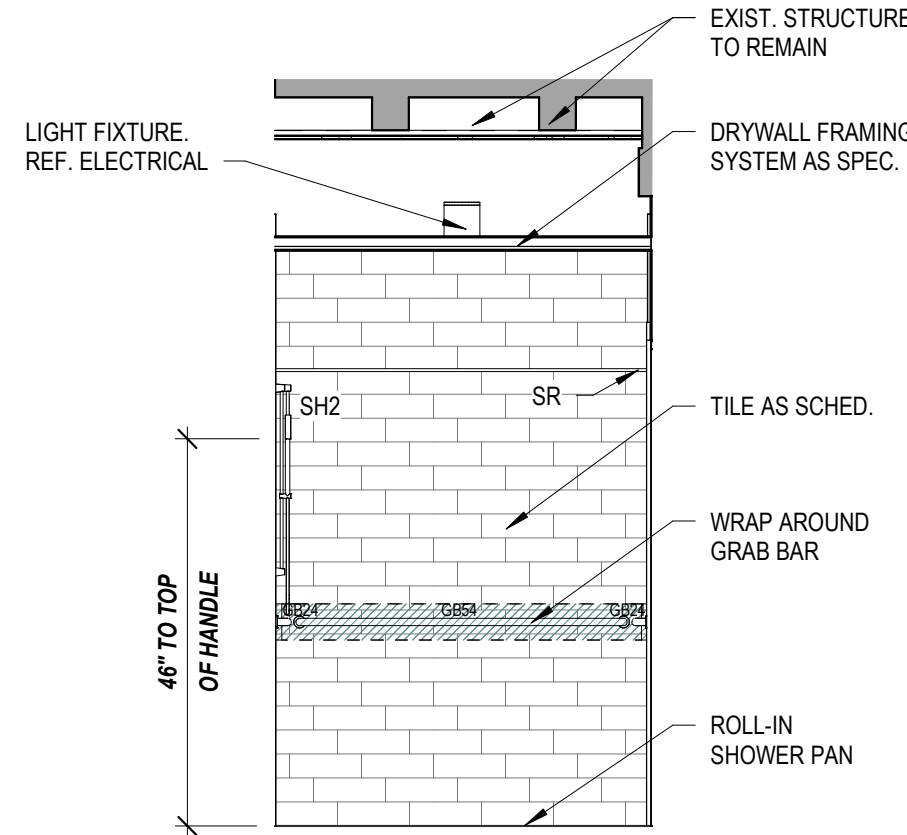 EXIST. STRUCTURE
TO REMAIN
LIGHT FIXTURE.
REF. ELECTRICAL
DRYWALL FRAMING
SYSTEM AS SPEC.
SH2
SR
TILE AS SCHED.
WRAP AROUND
GRAB BAR
46" TO TOP
OF HANDLE
GB24
GB54
GB24
ROLL-IN
SHOWER PAN